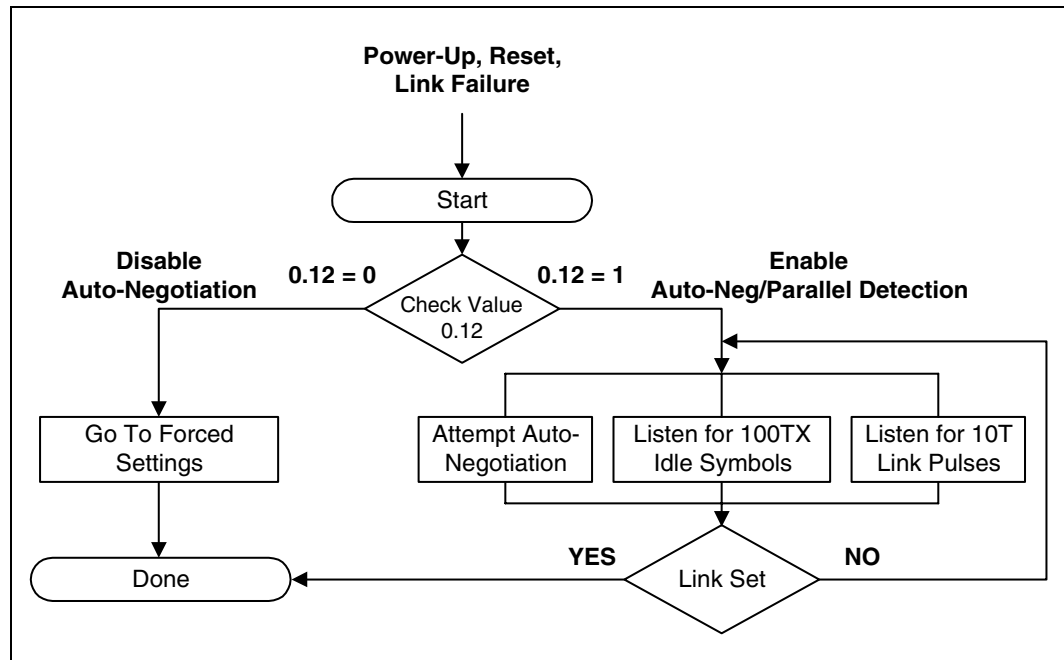 Power-Up, Reset,
Link Failure
Start
Disable
Auto-Negotiation
0.12 = 0
0.12 = 1
Enable
Auto-Neg/Parallel Detection
Check Value
0.12
Go To Forced
Settings
Attempt Auto-
Negotiation
Listen for 100TX
Idle Symbols
Listen for 10T
Link Pulses
Done
YES
Link Set
NO